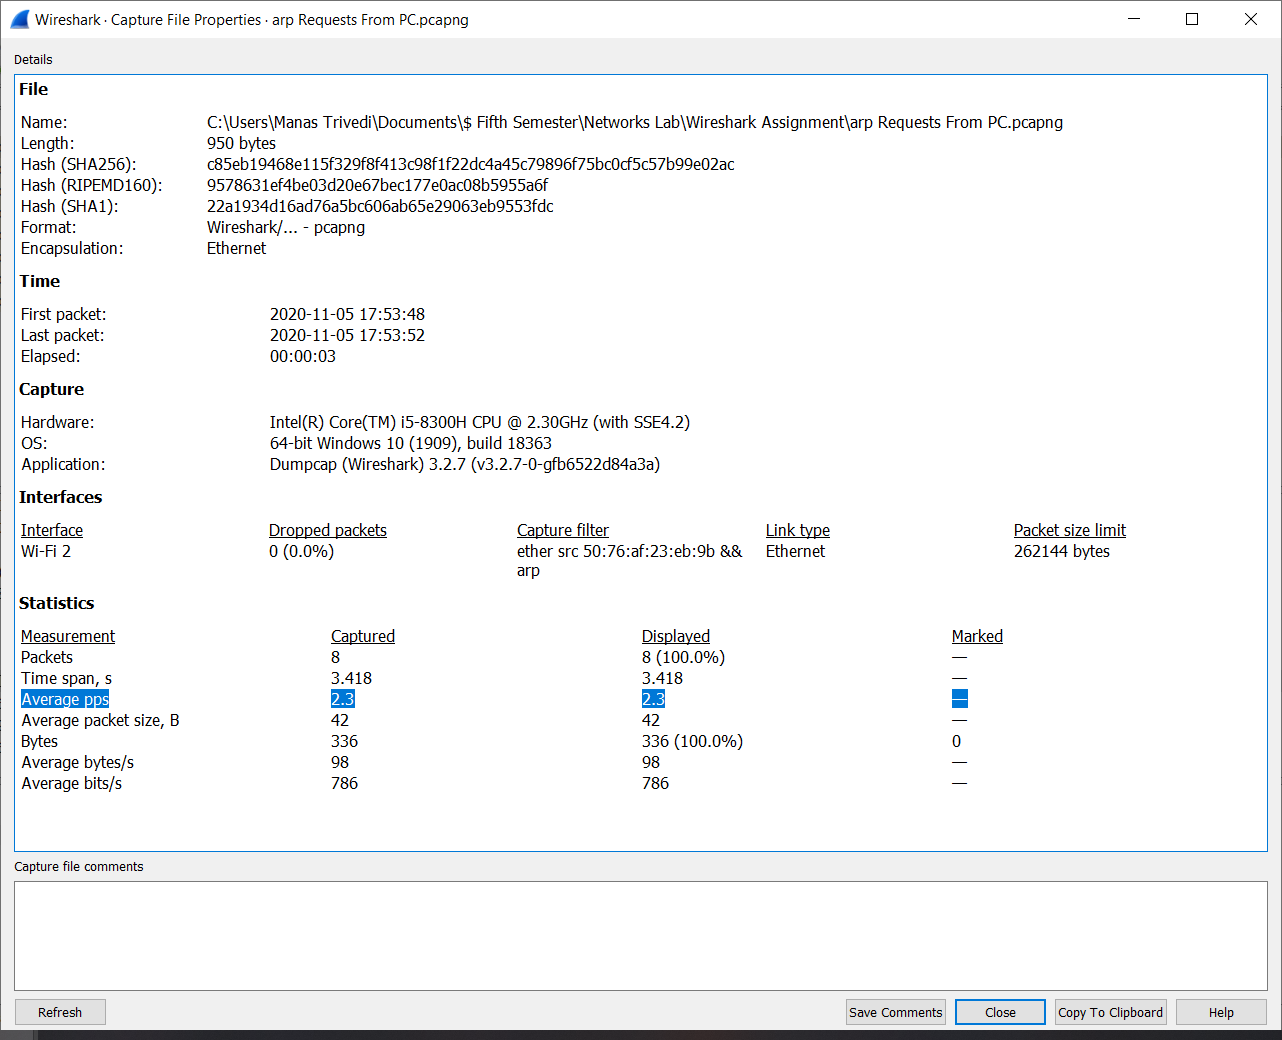 Wireshark · Capture File Properties · arp Requests From PC.pcapng
Details
File
Name: C:\Users\Manas Trivedi\Documents\$ Fifth Semester\Networks Lab\Wireshark Assignment\arp Requests From PC.pcapng
Length: 950 bytes
Hash (SHA256): c85eb19468e115f329f8f413c98f1f22dc4a45c79896f75bc0cf5c57b99e02ac
Hash (RIPEMD160): 9578631ef4be03d20e67bec177e0ac08b5955a6f
Hash (SHA1): 22a1934d16ad76a5bc606ab65e29063eb9553fdc
Format: Wireshark/... - pcapng
Encapsulation: Ethernet
Time
First packet: 2020-11-05 17:53:48
Last packet: 2020-11-05 17:53:52
Elapsed: 00:00:03
Capture
Hardware: Intel(R) Core(TM) i5-8300H CPU @ 2.30GHz (with SSE4.2)
OS: 64-bit Windows 10 (1909), build 18363
Application: Dumpcap (Wireshark) 3.2.7 (v3.2.7-0-gfb6522d84a3a)
Interfaces
Interface Dropped packets Capture filter Link type Packet size limit
Wi-Fi 2 0 (0.0%) ether src 50:76:af:23:eb:9b && Ethernet 262144 bytes
arp
Statistics
Measurement Captured Displayed Marked
Packets 8 8 (100.0%) —
Time span, s 3.418 3.418 —
Average pps 2.3 2.3 —
Average packet size, B 42 42 —
Bytes 336 336 (100.0%) 0
Average bytes/s 98 98 —
Average bits/s 786 786 —
Capture file comments
Refresh Save Comments Close Copy To Clipboard Help